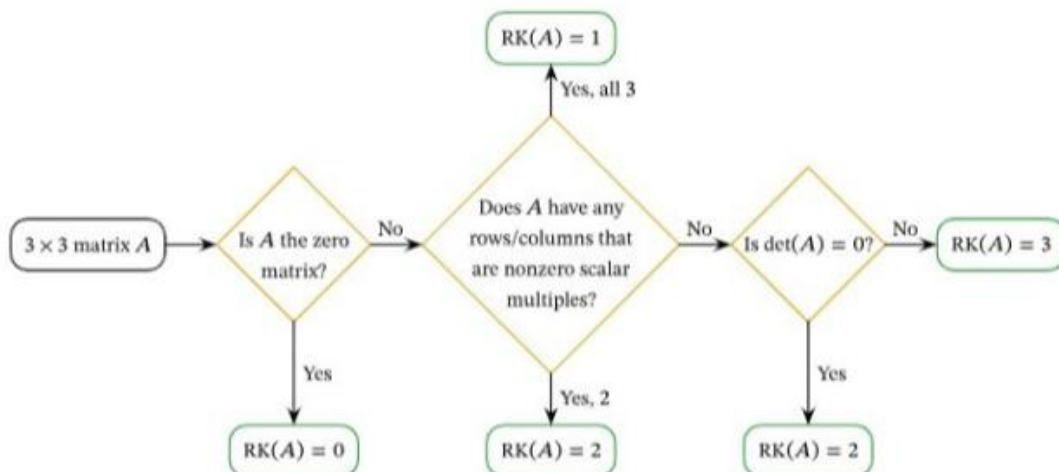 RK(A) = 1
Yes, all 3
3 × 3 matrix A
Is A the zero
matrix?
No
Does A have any
rows/columns that
are nonzero scalar
multiples?
No
Is det(A) = 0?
No
RK(A) = 3
Yes
Yes, 2
Yes
RK(A) = 0
RK(A) = 2
RK(A) = 2